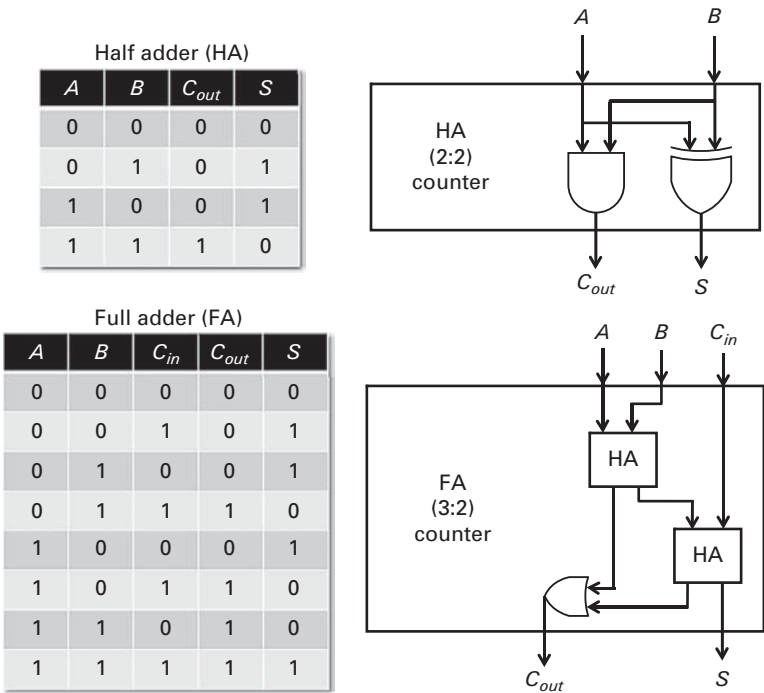 Half adder (HA)
A B Cout S
0 0 0 0
0 1 0 1
1 0 0 1
1 1 1 0
A B
HA
(2:2)
counter
Cout S
Full adder (FA)
A B Cin Cout S
0 0 0 0 0
0 0 1 0 1
0 1 0 0 1
0 1 1 1 0
1 0 0 0 1
1 0 1 1 0
1 1 0 1 0
1 1 1 1 1
A B Cin
HA
FA
(3:2)
counter
HA
Cout S